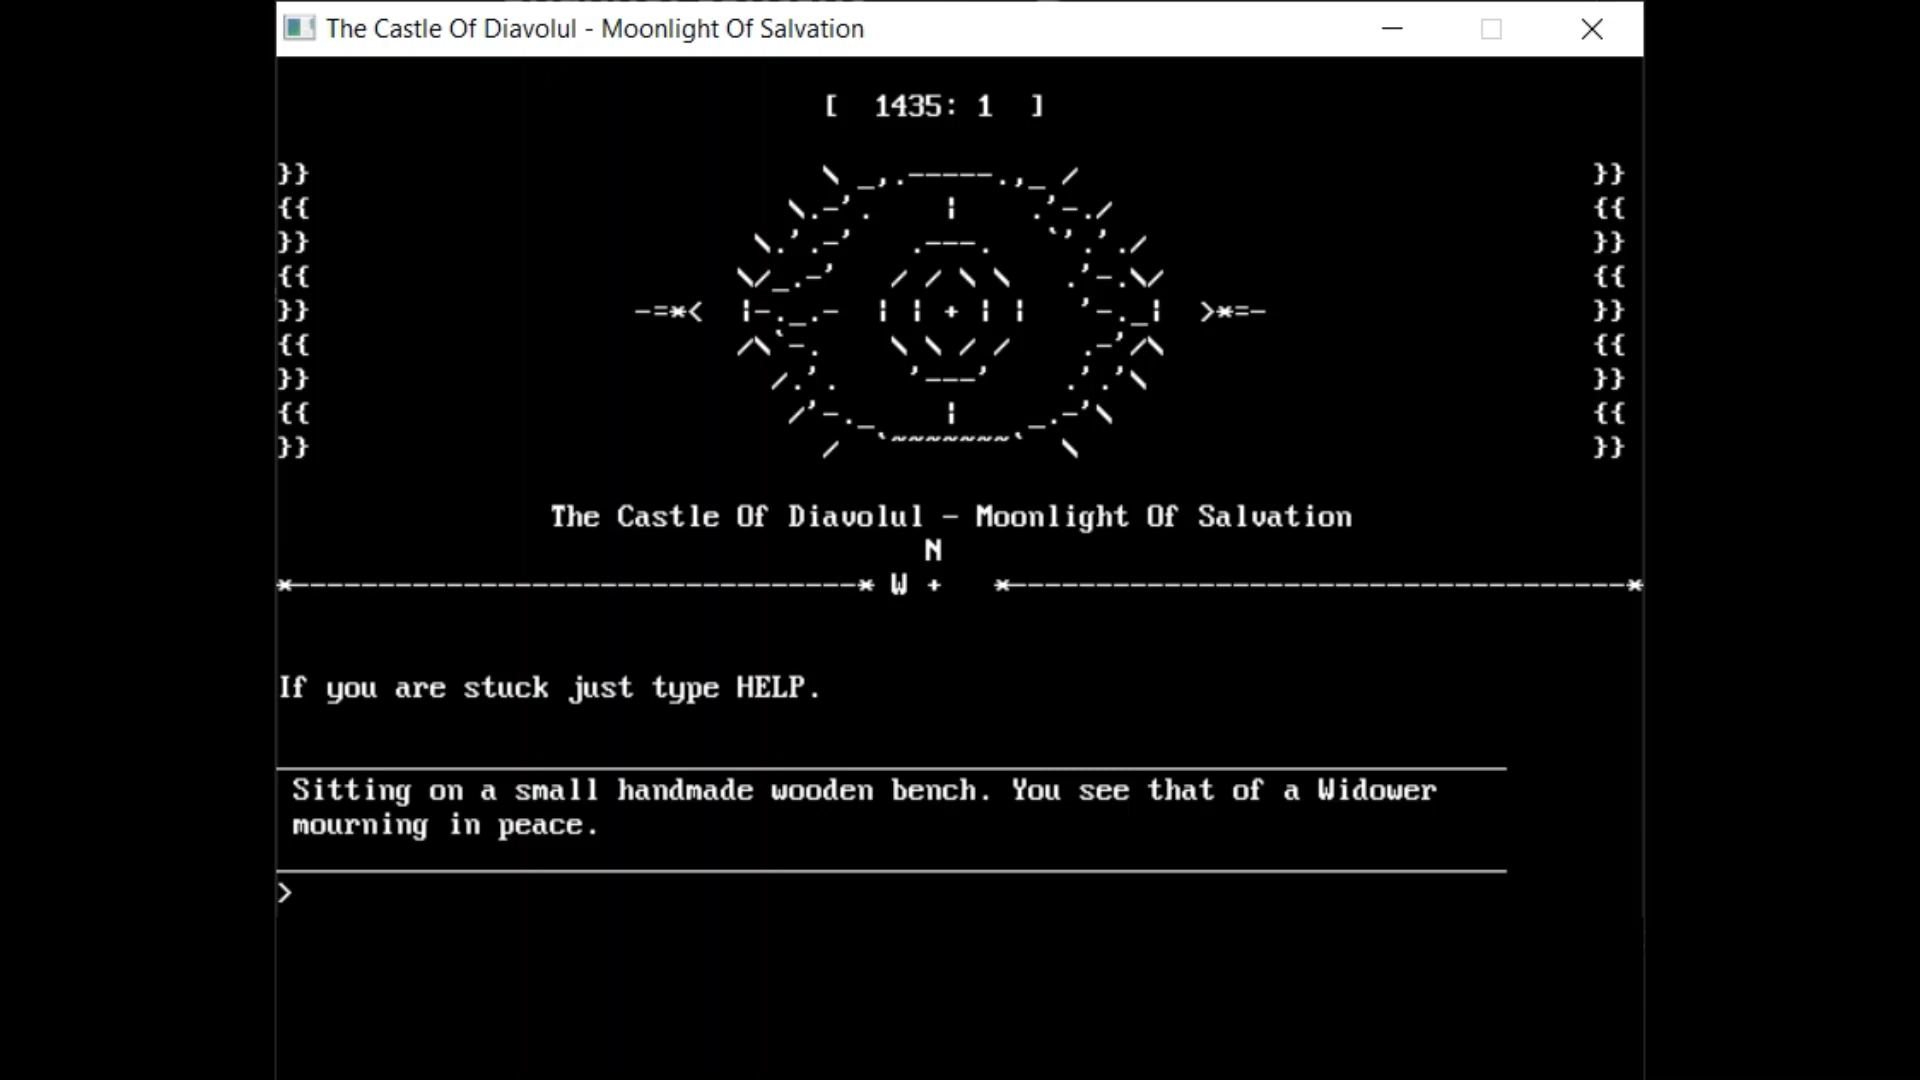 The Castle Of Diavolul - Moonlight Of Salvation
[ 1435: 1 ]
The Castle Of Diavolul - Moonlight Of Salvation
N
W +
If you are stuck just type HELP.
Sitting on a small handmade wooden bench. You see that of a Widower
mourning in peace.
>